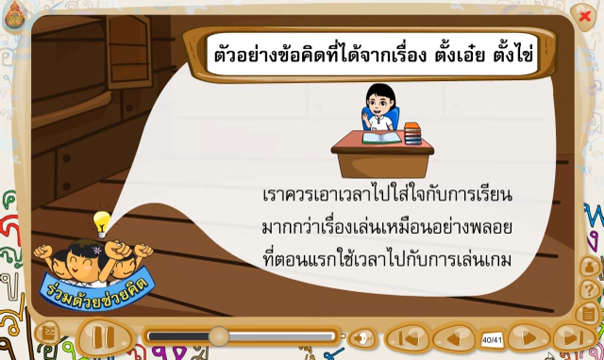 ตัวอย่างข้อคิดที่ได้จากเรื่อง ตั้งเอ๋ย ตั้งไข่
เราควรเอาเวลาไปใส่ใจกับการเรียน
มากกว่าเรื่องเล่นเหมือนอย่างพลอย
ที่ตอนแรกใช้เวลาไปกับการเล่นเกม
ร่วมด้วยช่วยคิด
40/41